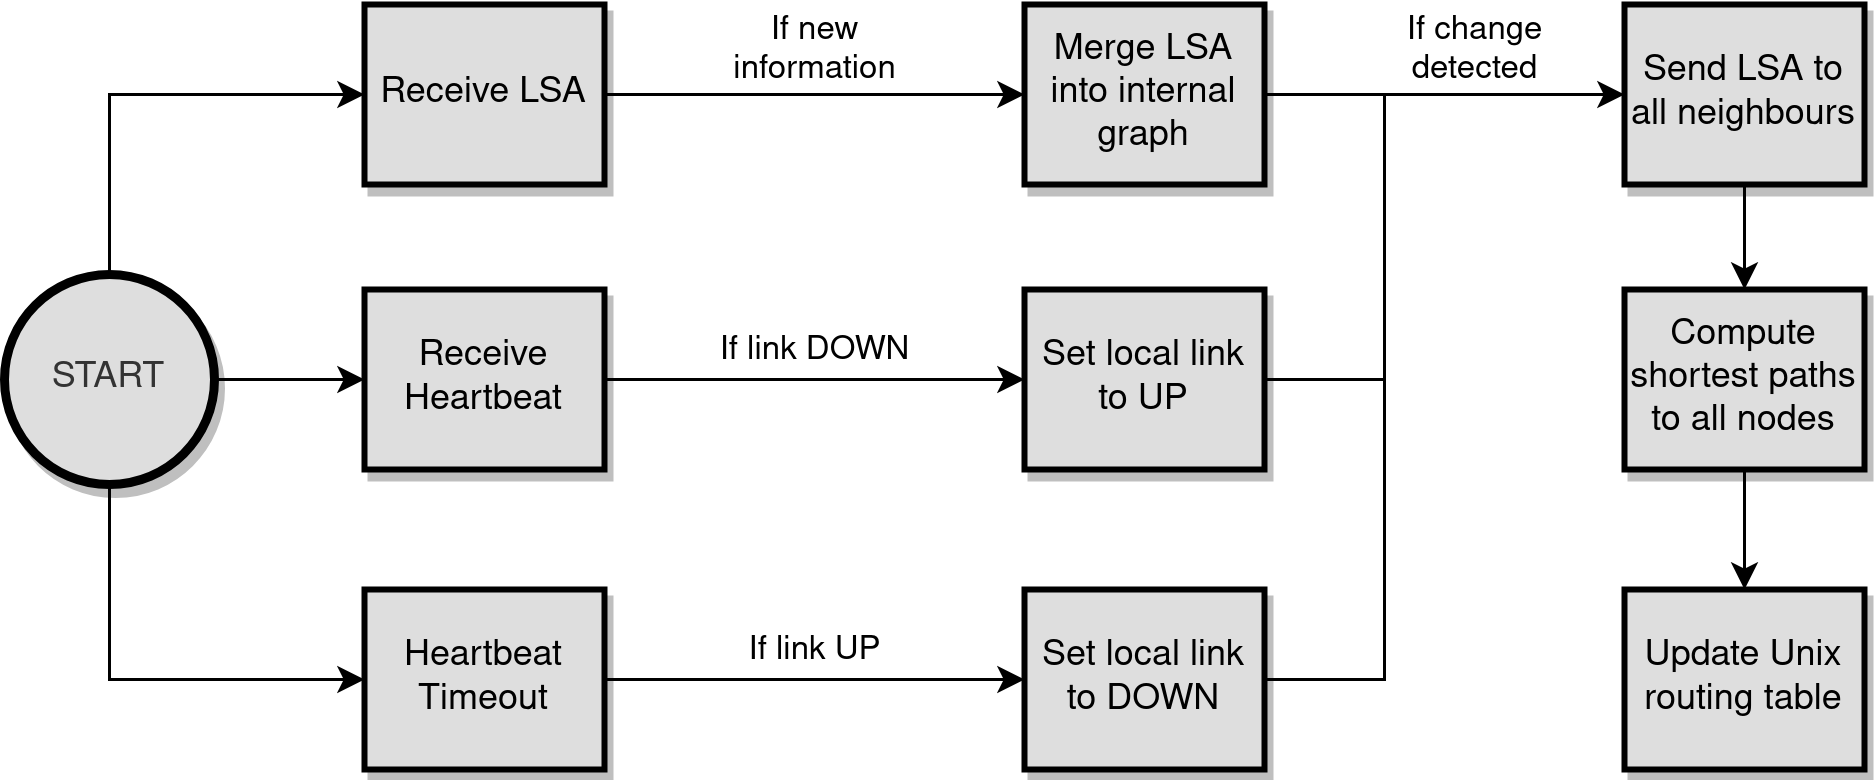 Receive LSA
If new
information
Merge LSA
into internal
graph
If change
detected
Send LSA to
all neighbours
START
Receive
Heartbeat
If link DOWN
Set local link
to UP
Compute
shortest paths
to all nodes
Heartbeat
Timeout
If link UP
Set local link
to DOWN
Update Unix
routing table